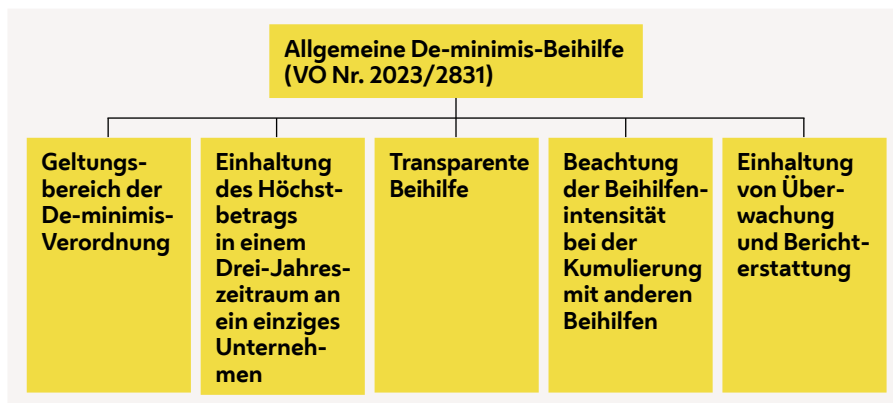 Allgemeine De-minimis-Beihilfe
(VO Nr. 2023/2831)
Geltungs-
bereich der
De-minimis-
Verordnung
Einhaltung
des Höchst-
betrags
in einem
Drei-Jahres-
zeitraum an
ein einziges
Unterneh-
men
Transparente
Beihilfe
Beachtung
der Beihilfen-
intensität
bei der
Kumulierung
mit anderen
Beihilfen
Einhaltung
von Über-
wachung
und Bericht-
erstattung